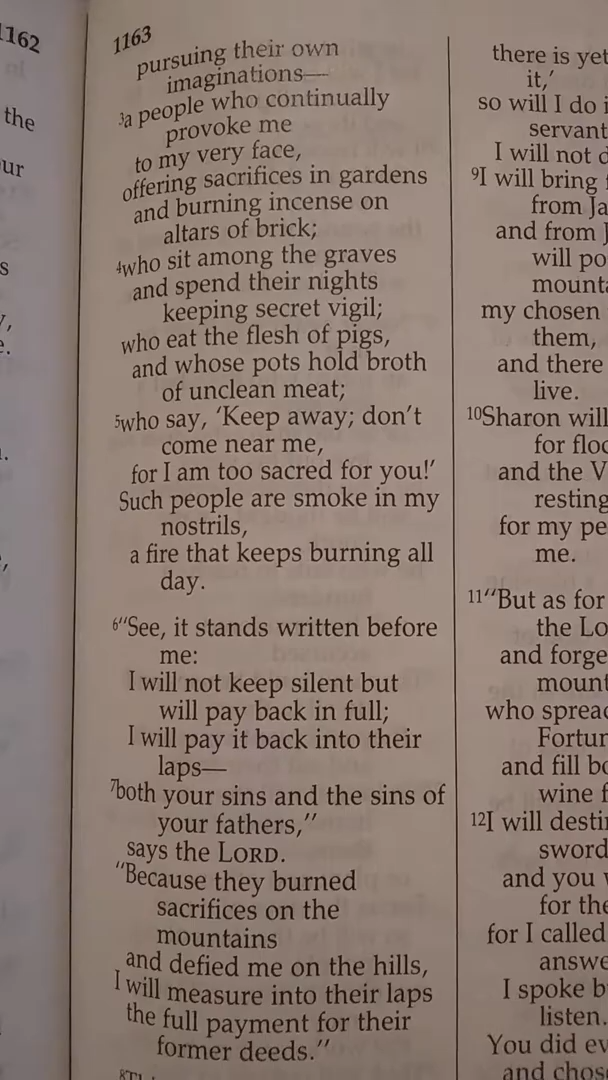 1162
the
our
s
y,
e.
1163
pursuing their own
imaginations—
3a people who continually
provoke me
to my very face,
offering sacrifices in gardens
and burning incense on
altars of brick;
4who sit among the graves
and spend their nights
keeping secret vigil;
who eat the flesh of pigs,
and whose pots hold broth
of unclean meat;
5who say, ‘Keep away; don’t
come near me,
for I am too sacred for you!’
Such people are smoke in my
nostrils,
a fire that keeps burning all
day.
6“See, it stands written before
me:
I will not keep silent but
will pay back in full;
I will pay it back into their
laps—
7both your sins and the sins of
your fathers,”
says the LORD.
“Because they burned
sacrifices on the
mountains
and defied me on the hills,
I will measure into their laps
the full payment for their
former deeds.”
there is yet
it,’
so will I do i
servant
I will not d
9I will bring f
from Ja
and from J
will po
mounta
my chosen
them,
and there
live.
10Sharon will
for floc
and the V
resting
for my pe
me.
11“But as for
the Lo
and forge
mount
who spread
Fortun
and fill bo
wine f
12I will destin
sword
and you w
for the
for I called
answe
I spoke b
listen.
You did ev
and chos